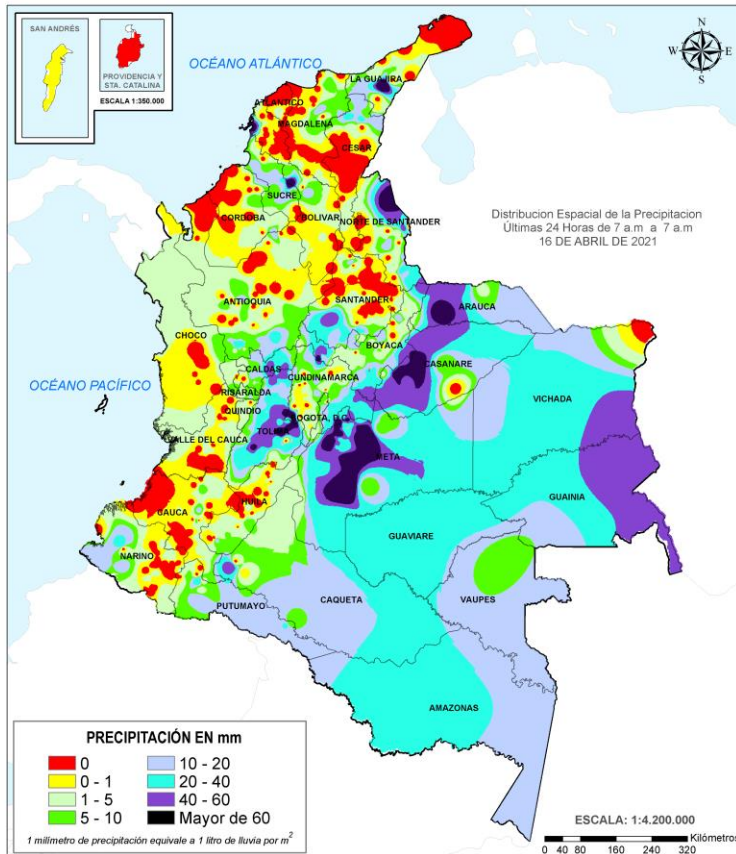 SAN ANDRÉS
PROVIDENCIA Y
STA. CATALINA
ESCALA 1:350.000
OCÉANO ATLÁNTICO
N
W
E
S
LA GUAJIRA
ATLANTICO
MAGDALENA
CESAR
SUCRE
CORDOBA
BOLIVAR
NORTE DE SANTANDER
Distribucion Espacial de la Precipitacion
Últimas 24 Horas de 7 a.m a 7 a.m
16 DE ABRIL DE 2021
ANTIOQUIA
SANTANDER
ARAUCA
CHOCO
BOYACA
CASANARE
OCÉANO PACÍFICO
CALDAS
CUNDINAMARCA
RISARALDA
VICHADA
QUINDIO
BOGOTA, D.C.
VALLE DEL CAUCA
TOLIMA
META
GUAINIA
CAUCA
HUILA
GUAVIARE
NARINO
CAQUETA
VAUPES
PUTUMAYO
AMAZONAS
PRECIPITACIÓN EN mm
0
10 - 20
0 - 1
20 - 40
1 - 5
40 - 60
5 - 10
Mayor de 60
1 milímetro de precipitación equivale a 1 litro de lluvia por m²
ESCALA: 1:4.200.000
Kilómetros
0 40 80 160 240 320